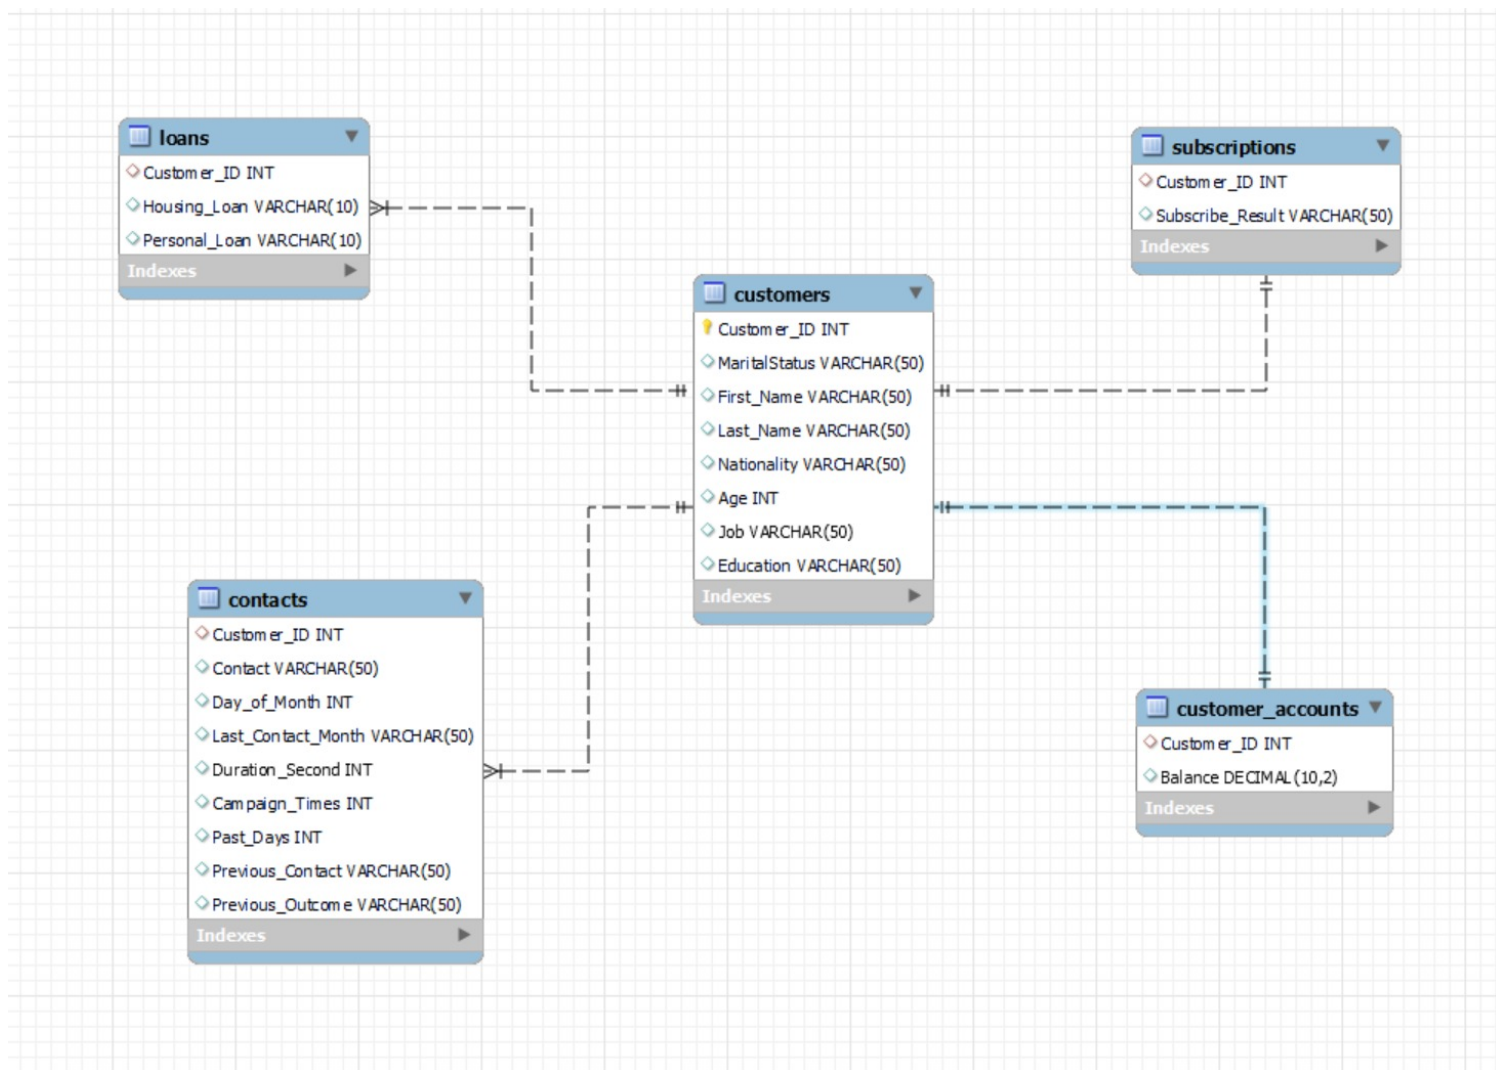 loans
Customer_ID INT
Housing_Loan VARCHAR(10)
Personal_Loan VARCHAR(10)
Indexes
subscriptions
Customer_ID INT
Subscribe_Result VARCHAR(50)
Indexes
customers
Customer_ID INT
MaritalStatus VARCHAR(50)
First_Name VARCHAR(50)
Last_Name VARCHAR(50)
Nationality VARCHAR(50)
Age INT
Job VARCHAR(50)
Education VARCHAR(50)
Indexes
contacts
Customer_ID INT
Contact VARCHAR(50)
Day_of_Month INT
Last_Contact_Month VARCHAR(50)
Duration_Second INT
Campaign_Times INT
Past_Days INT
Previous_Contact VARCHAR(50)
Previous_Outcome VARCHAR(50)
Indexes
customer_accounts
Customer_ID INT
Balance DECIMAL(10,2)
Indexes